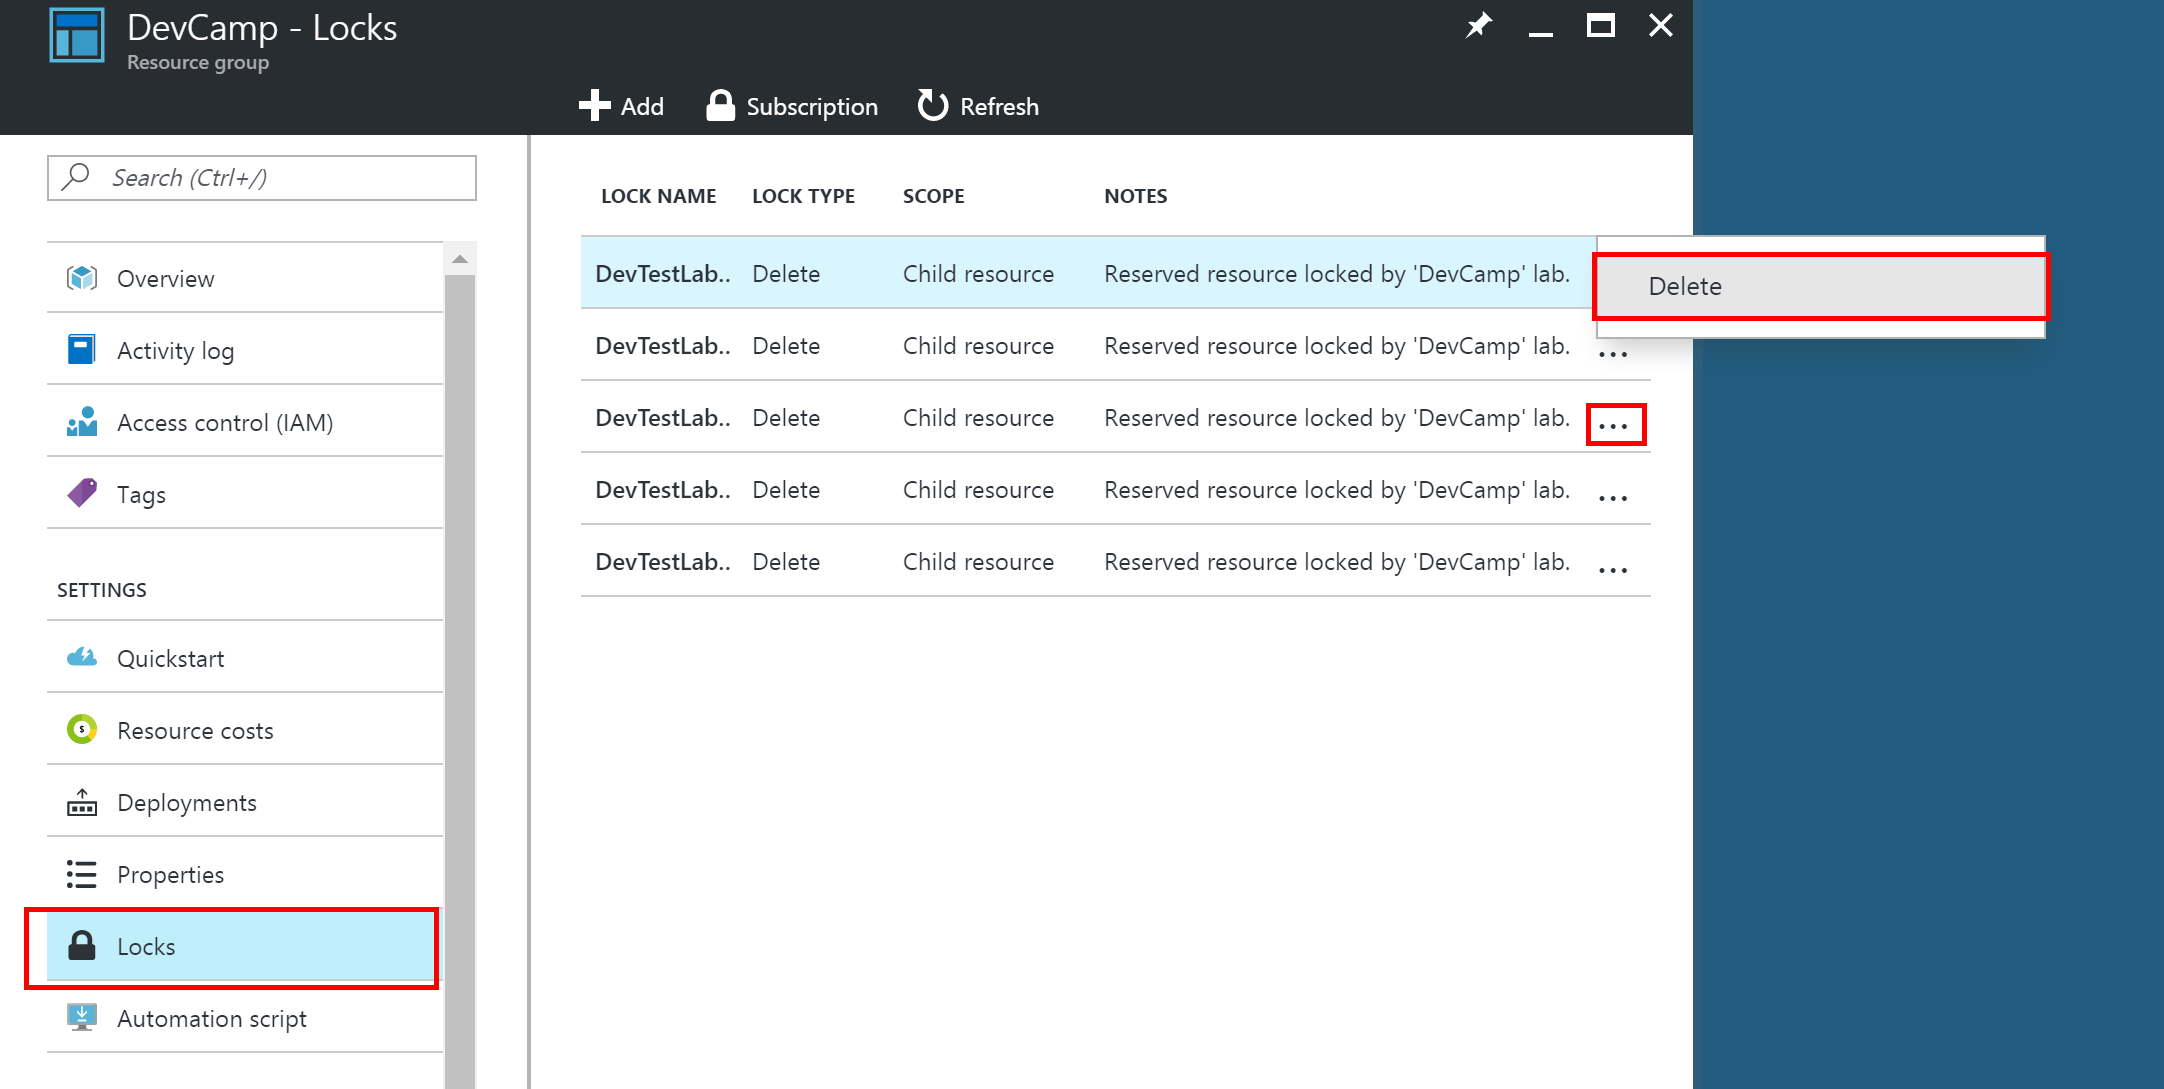 DevCamp - Locks
Resource group
Add Subscription Refresh
Search (Ctrl+/)
Overview
Activity log
Access control (IAM)
Tags
SETTINGS
Quickstart
Resource costs
Deployments
Properties
Locks
Automation script
LOCK NAME LOCK TYPE SCOPE NOTES
DevTestLab.. Delete Child resource Reserved resource locked by 'DevCamp' lab.
Delete
DevTestLab.. Delete Child resource Reserved resource locked by 'DevCamp' lab. ...
DevTestLab.. Delete Child resource Reserved resource locked by 'DevCamp' lab. ...
DevTestLab.. Delete Child resource Reserved resource locked by 'DevCamp' lab. ...
DevTestLab.. Delete Child resource Reserved resource locked by 'DevCamp' lab. ...